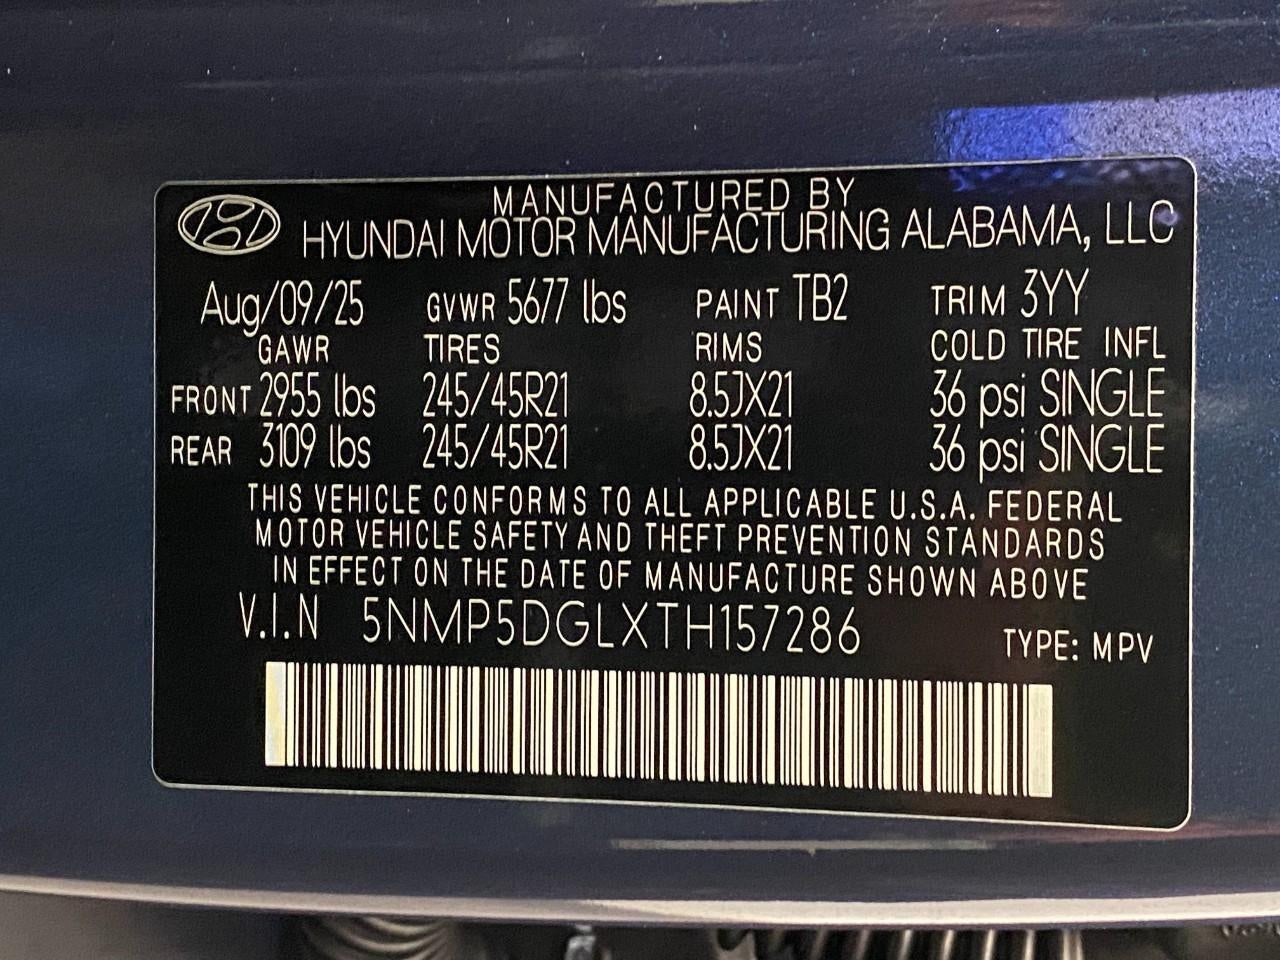 MANUFACTURED BY
HYUNDAI MOTOR MANUFACTURING ALABAMA, LLC
Aug/09/25 GVWR 5677 lbs PAINT TB2 TRIM 3YY
GAWR TIRES RIMS COLD TIRE INFL
FRONT 2955 lbs 245/45R21 8.5JX21 36 psi SINGLE
REAR 3109 lbs 245/45R21 8.5JX21 36 psi SINGLE
THIS VEHICLE CONFORMS TO ALL APPLICABLE U.S.A. FEDERAL
MOTOR VEHICLE SAFETY AND THEFT PREVENTION STANDARDS
IN EFFECT ON THE DATE OF MANUFACTURE SHOWN ABOVE
V.I.N 5NMP5DGLXTH157286 TYPE: MPV